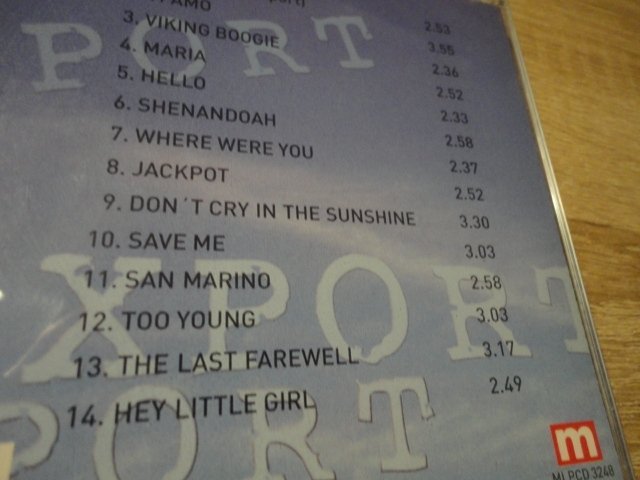 2.53
AMO 3.55
3. VIKING BOOGIE 2.36
4. MARIA 2.52
5. HELLO 2.33
6. SHENANDOAH 2.58
7. WHERE WERE YOU 2.37
8. JACKPOT 2.52
9. DON´T CRY IN THE SUNSHINE 3.30
10. SAVE ME 3.03
11. SAN MARINO 2.58
12. TOO YOUNG 3.03
13. THE LAST FAREWELL 3.17
14. HEY LITTLE GIRL 2.49
PORT
XPORT
PORT
m
MLPCD 3248